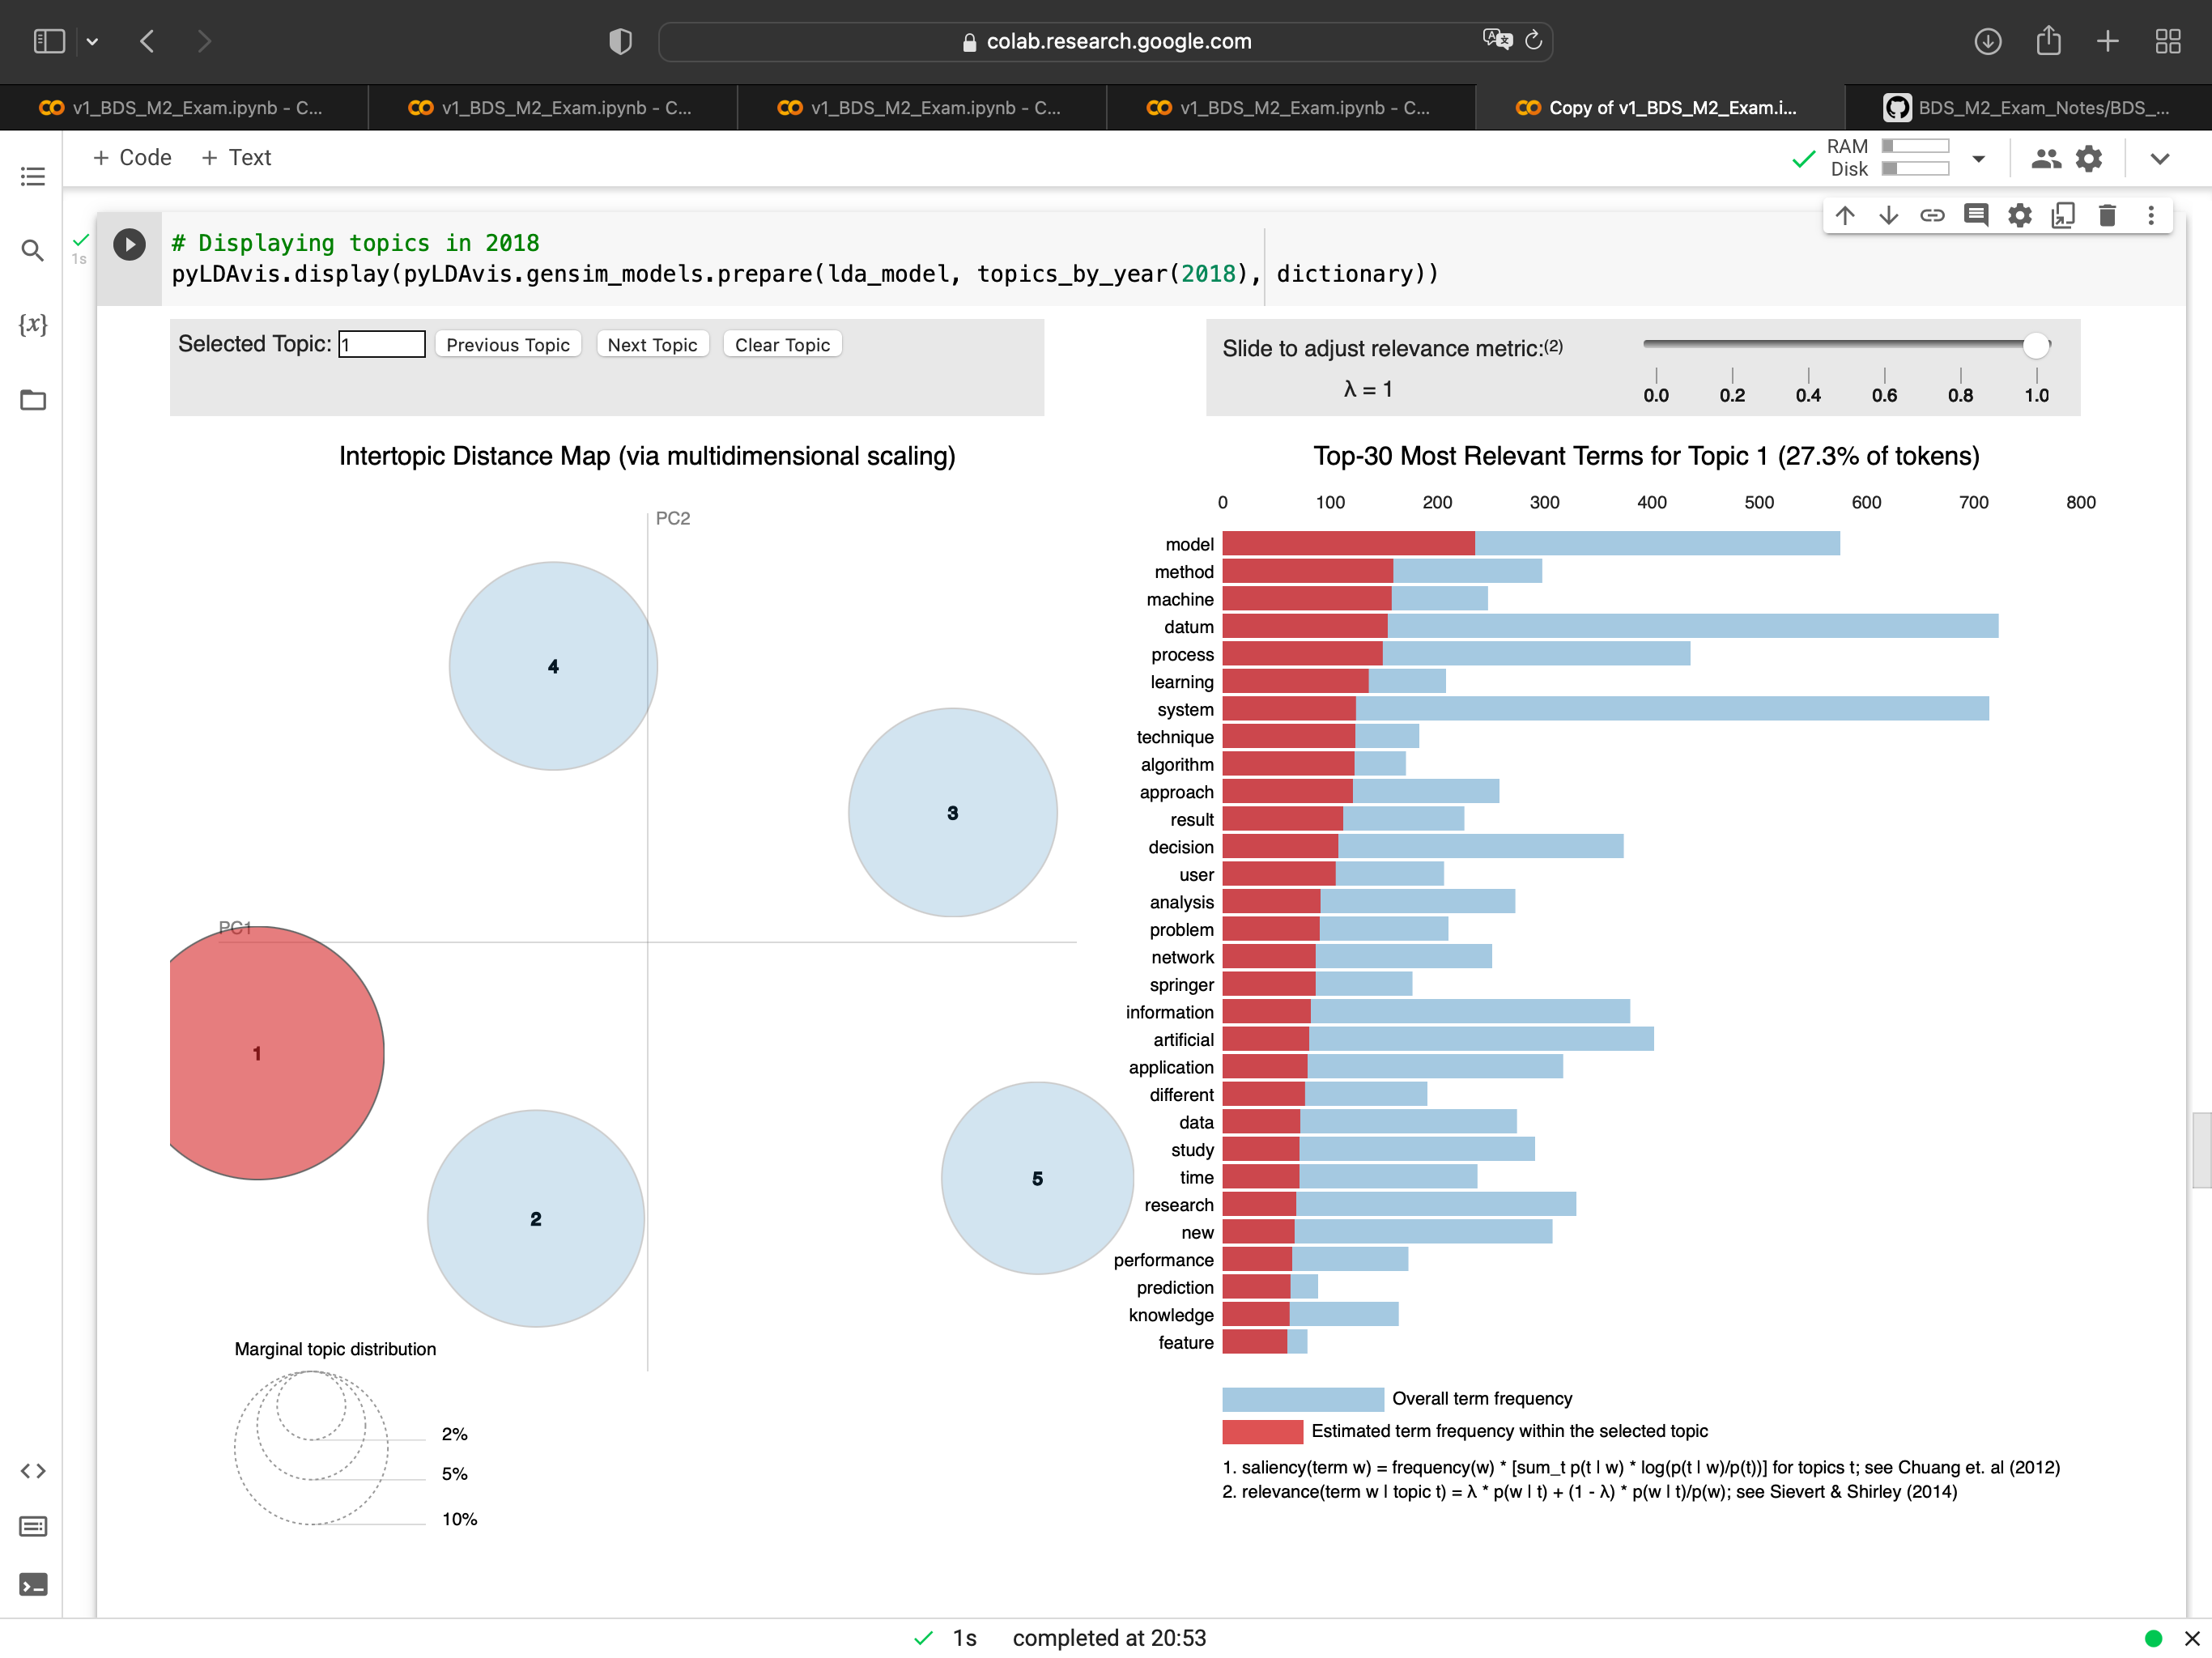 colab.research.google.com
v1_BDS_M2_Exam.ipynb - C...
v1_BDS_M2_Exam.ipynb - C...
v1_BDS_M2_Exam.ipynb - C...
v1_BDS_M2_Exam.ipynb - C...
Copy of v1_BDS_M2_Exam.i...
BDS_M2_Exam_Notes/BDS_...
+ Code
+ Text
RAM
Disk
{x}
1s
# Displaying topics in 2018
pyLDAvis.display(pyLDAvis.gensim_models.prepare(lda_model, topics_by_year(2018), dictionary))
Selected Topic: 1
Previous Topic
Next Topic
Clear Topic
Slide to adjust relevance metric:(2)
λ = 1
0.0 0.2 0.4 0.6 0.8 1.0
Intertopic Distance Map (via multidimensional scaling)
PC2
4
3
PC1
1
5
2
Marginal topic distribution
2%
5%
10%
Top-30 Most Relevant Terms for Topic 1 (27.3% of tokens)
0 100 200 300 400 500 600 700 800
model
method
machine
datum
process
learning
system
technique
algorithm
approach
result
decision
user
analysis
problem
network
springer
information
artificial
application
different
data
study
time
research
new
performance
prediction
knowledge
feature
Overall term frequency
Estimated term frequency within the selected topic
1. saliency(term w) = frequency(w) * [sum_t p(t | w) * log(p(t | w)/p(t))] for topics t; see Chuang et. al (2012)
2. relevance(term w | topic t) = λ * p(w | t) + (1 - λ) * p(w | t)/p(w); see Sievert & Shirley (2014)
1s completed at 20:53